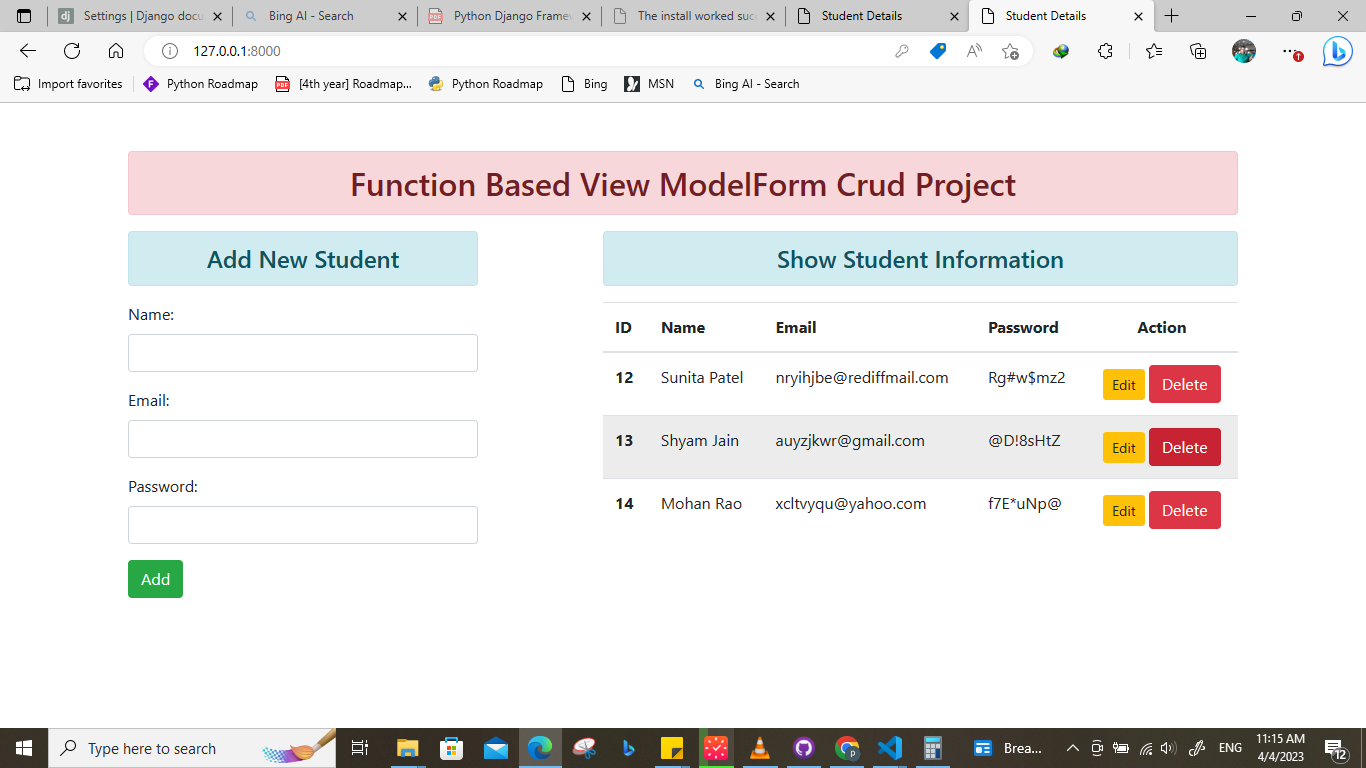 Settings | Django docu
Bing AI - Search
Python Django Frame
The install worked suc
Student Details
Student Details
127.0.0.1:8000
Import favorites
Python Roadmap
[4th year] Roadmap...
Python Roadmap
Bing
MSN
Bing AI - Search
Function Based View ModelForm Crud Project
Add New Student
Name:
Email:
Password:
Add
Show Student Information
ID Name Email Password Action
12 Sunita Patel nryihjbe@rediffmail.com Rg#w$mz2 Edit Delete
13 Shyam Jain auyzjkwr@gmail.com @D!8sHtZ Edit Delete
14 Mohan Rao xcltvyqu@yahoo.com f7E*uNp@ Edit Delete
Type here to search
Brea...
ENG
11:15 AM
4/4/2023
12